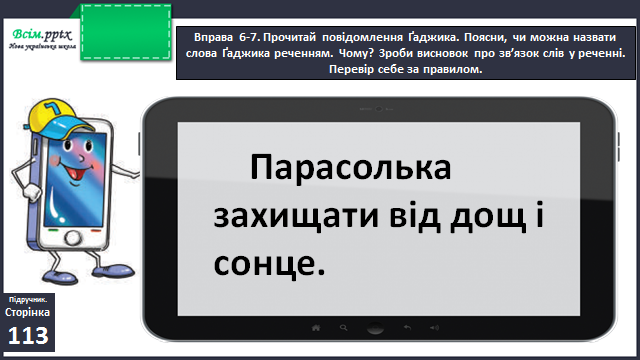 Всім.pptx
Нова українська школа
Вправа 6-7. Прочитай повідомлення Ґаджика. Поясни, чи можна назвати
слова Ґаджика реченням. Чому? Зроби висновок про зв’язок слів у реченні.
Перевір себе за правилом.
Парасолька
захищати від дощ і
сонце.
Підручник.
Сторінка
113